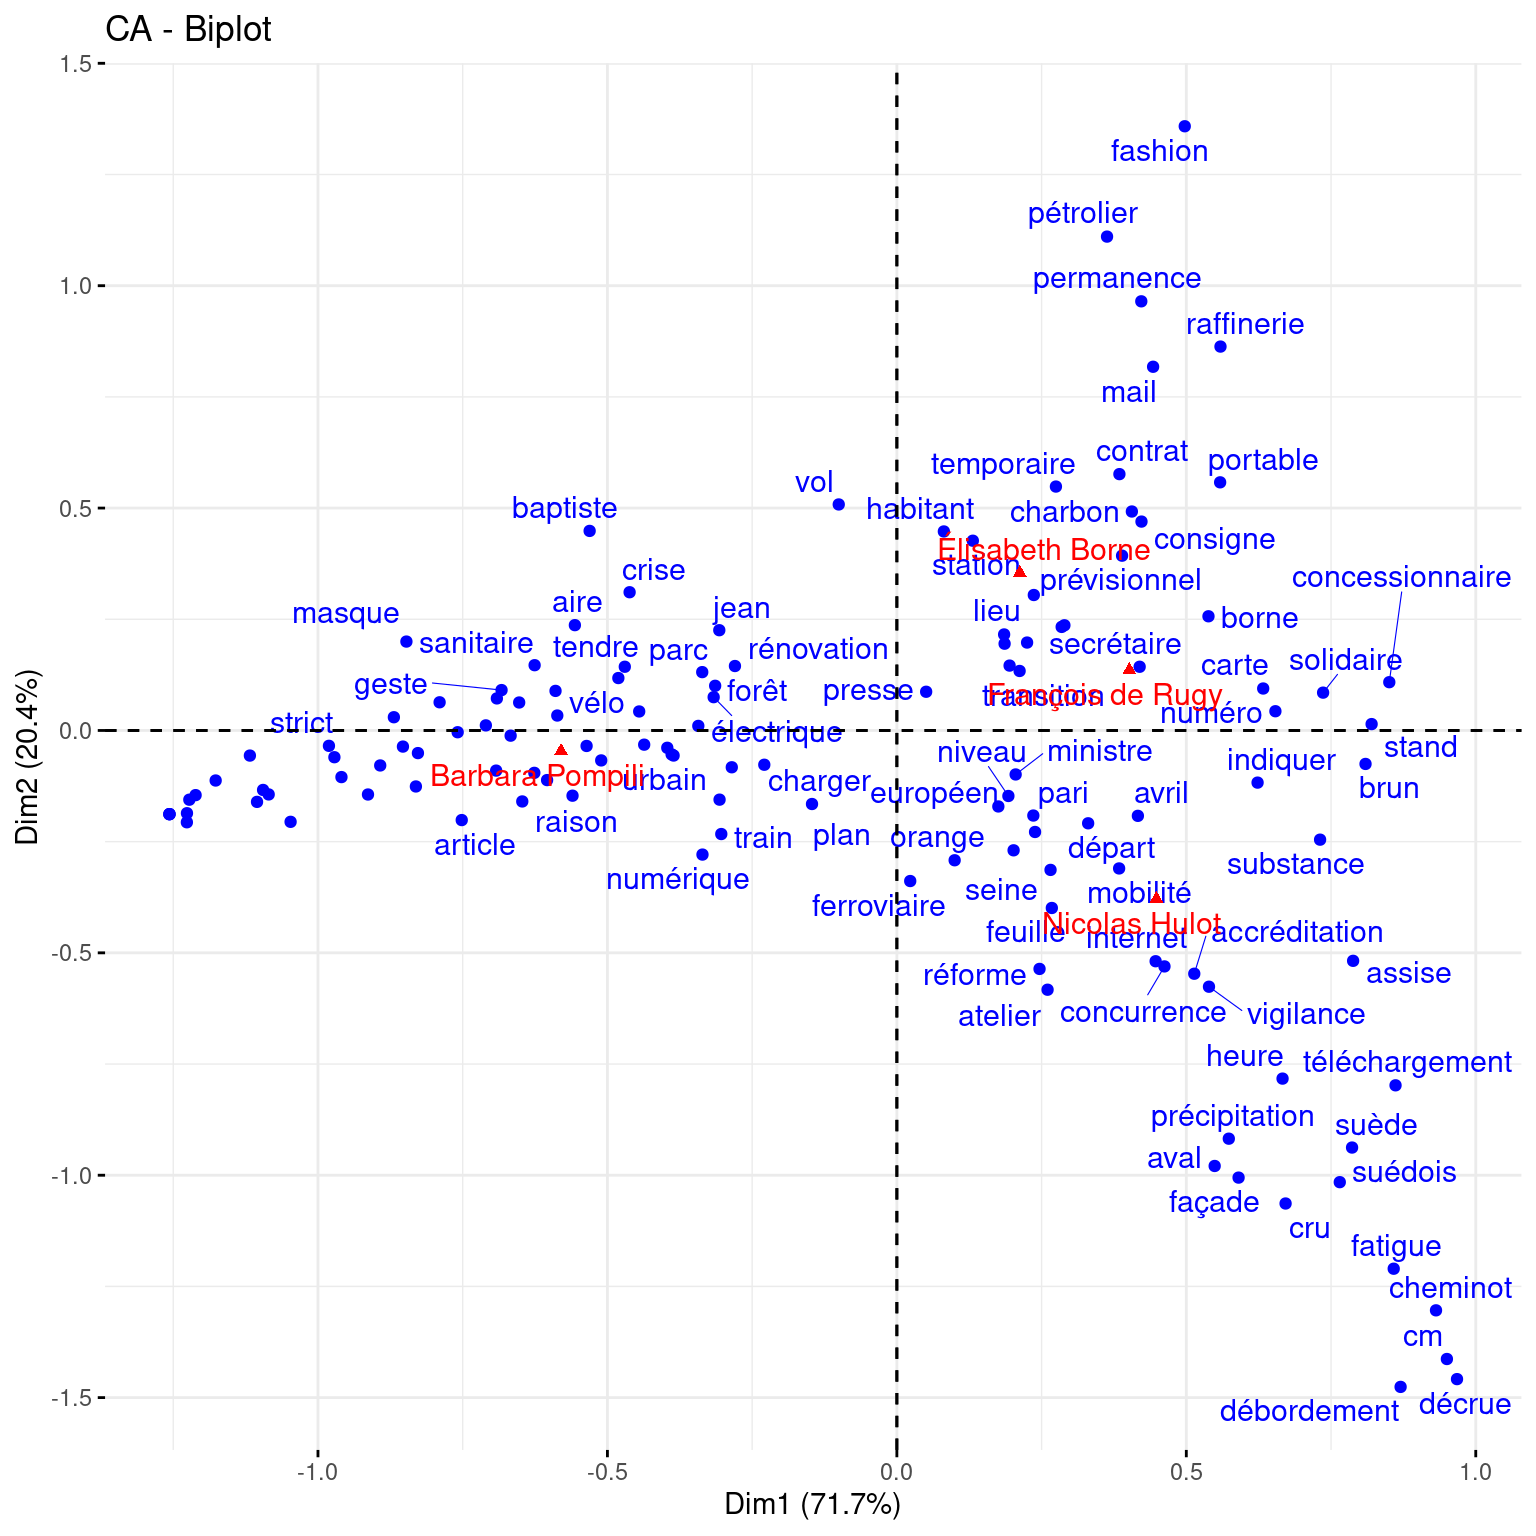 CA - Biplot
1.5
fashion
pétrolier
permanence
1.0
raffinerie
mail
contrat
temporaire
portable
vol
0.5
baptiste
habitant
charbon
consigne
Elisabeth Borne
station
crise
prévisionnel
concessionnaire
aire
jean
masque
lieu
borne
sanitaire
tendre
parc
rénovation
secrétaire
carte
solidaire
geste
forêt
presse
transition
François de Rugy
vélo
numéro
strict
0.0
électrique
stand
niveau
ministre
indiquer
Barbara Pompili
urbain
charger
européen
pari
avril
brun
raison
article
train
plan
orange
départ
substance
numérique
seine
mobilité
ferroviaire
Nicolas Hulot
feuille
internet
accréditation
-0.5
réforme
assise
atelier
concurrence
vigilance
heure
téléchargement
précipitation
suède
aval
-1.0
suédois
façade
cru
fatigue
cheminot
cm
-1.5
débordement
décrue
-1.0
-0.5
0.0
0.5
1.0
Dim1 (71.7%)
Dim2 (20.4%)